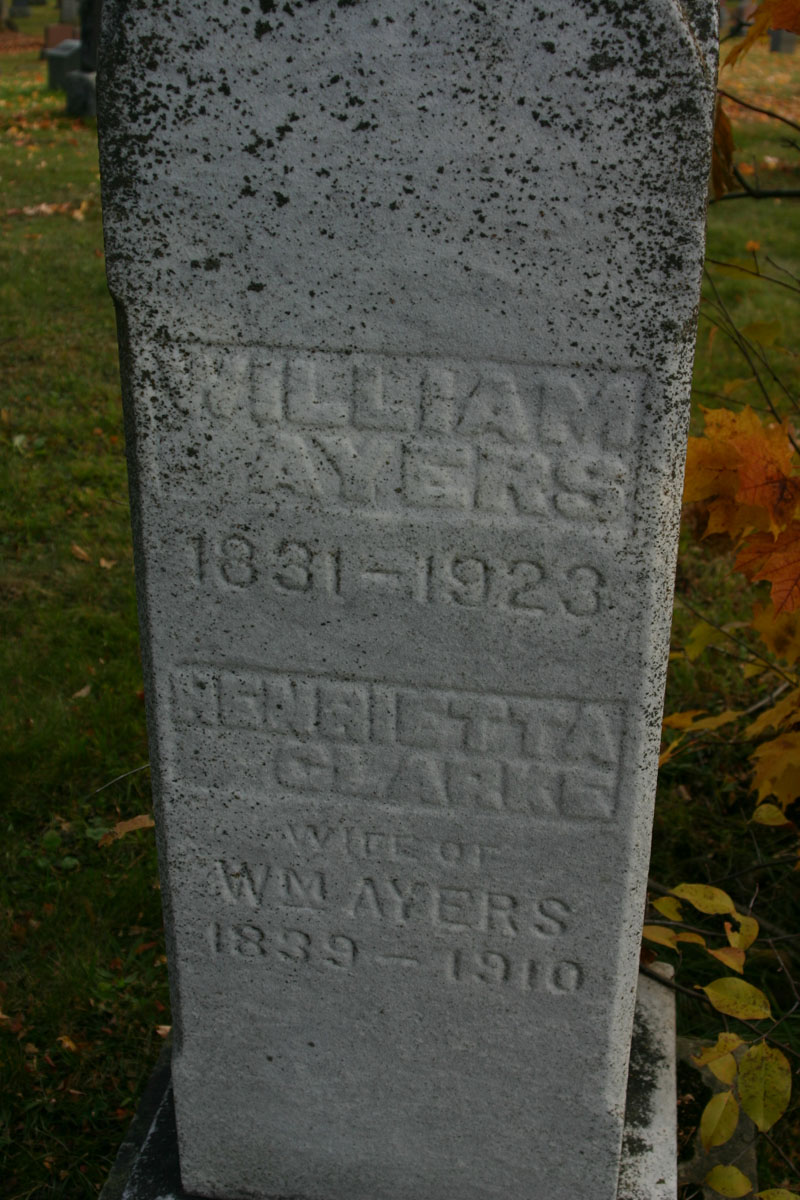 WILLIAM
AYERS
1831-1923
HENRIETTA
CLARKE
WIFE OF
WM AYERS
1839-1910